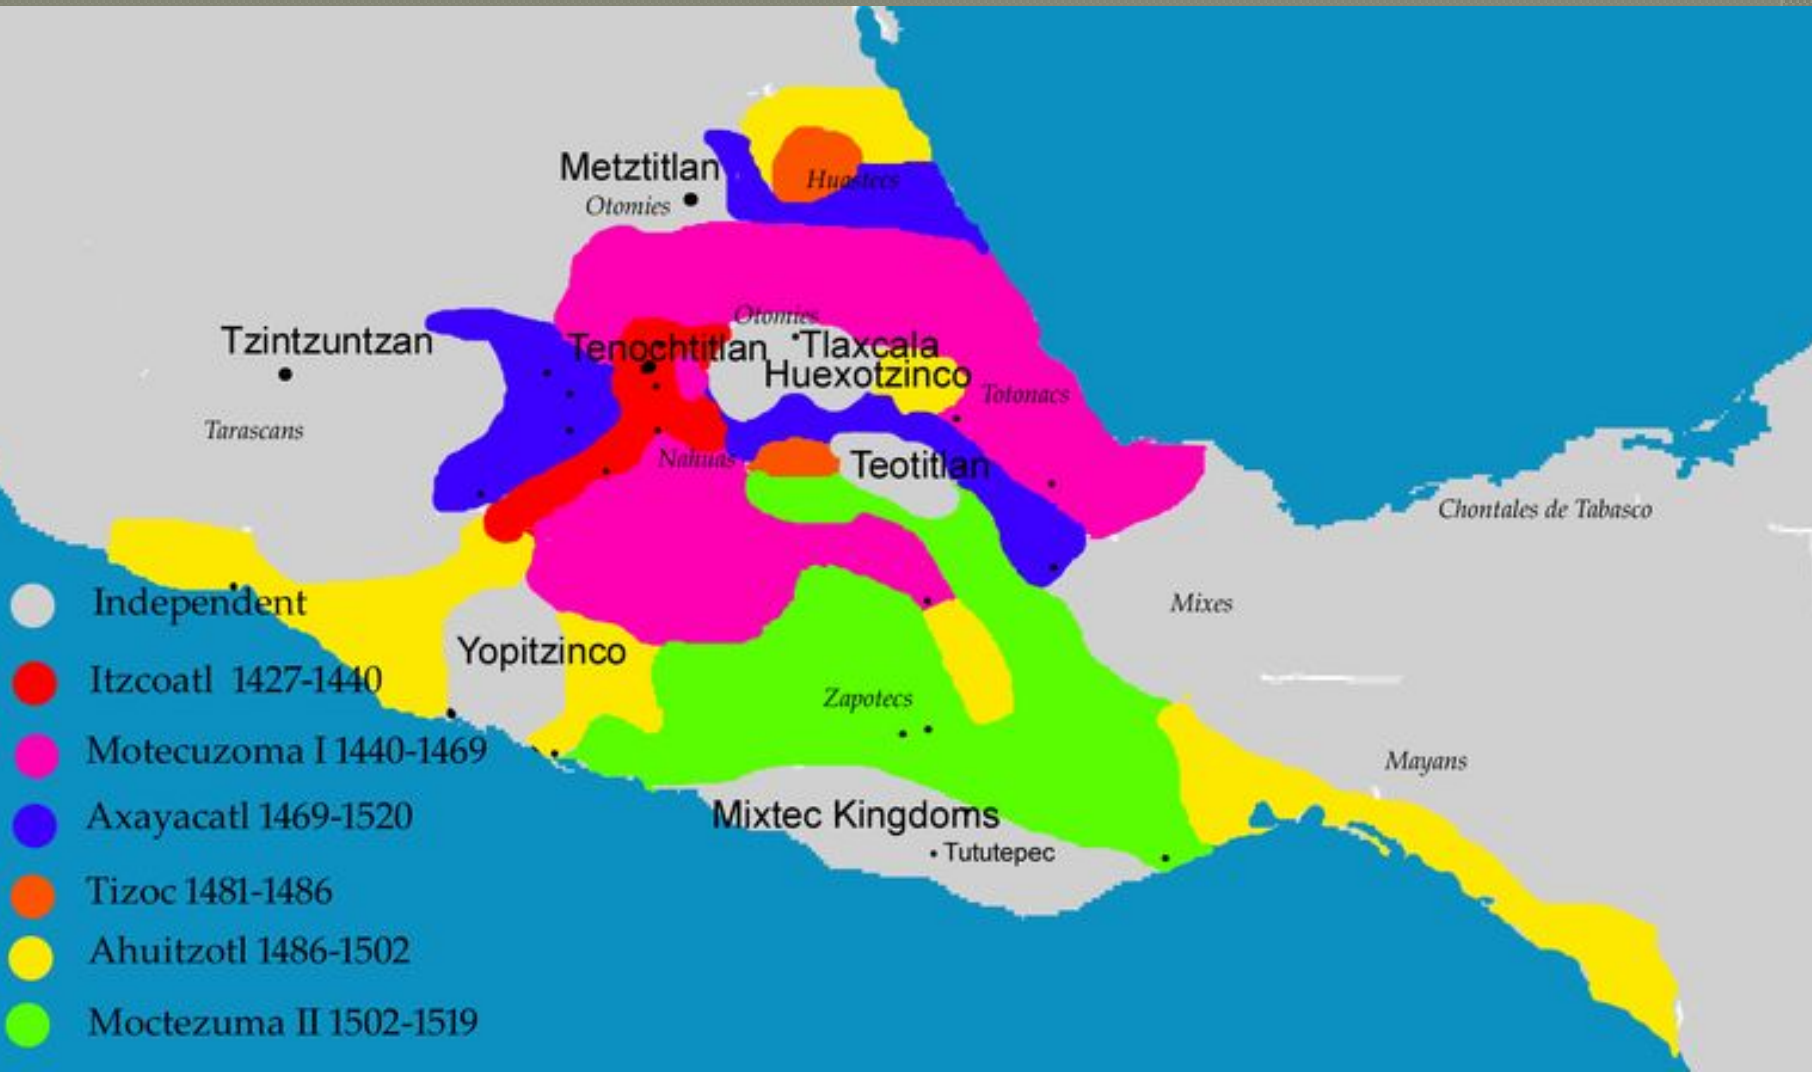 Metztitlan
Otomies
Huastecs
Tzintzuntzan
Otomies
Tenochtitlan
Tlaxcala
Huexotzinco
Totonacs
Tarascans
Nahuas
Teotitlan
Chontales de Tabasco
Mixes
Yopitzinco
Zapotecs
Mayans
Mixtec Kingdoms
Tututepec
Independent
Itzcoatl 1427-1440
Motecuzoma I 1440-1469
Axayacatl 1469-1520
Tizoc 1481-1486
Ahuitzotl 1486-1502
Moctezuma II 1502-1519